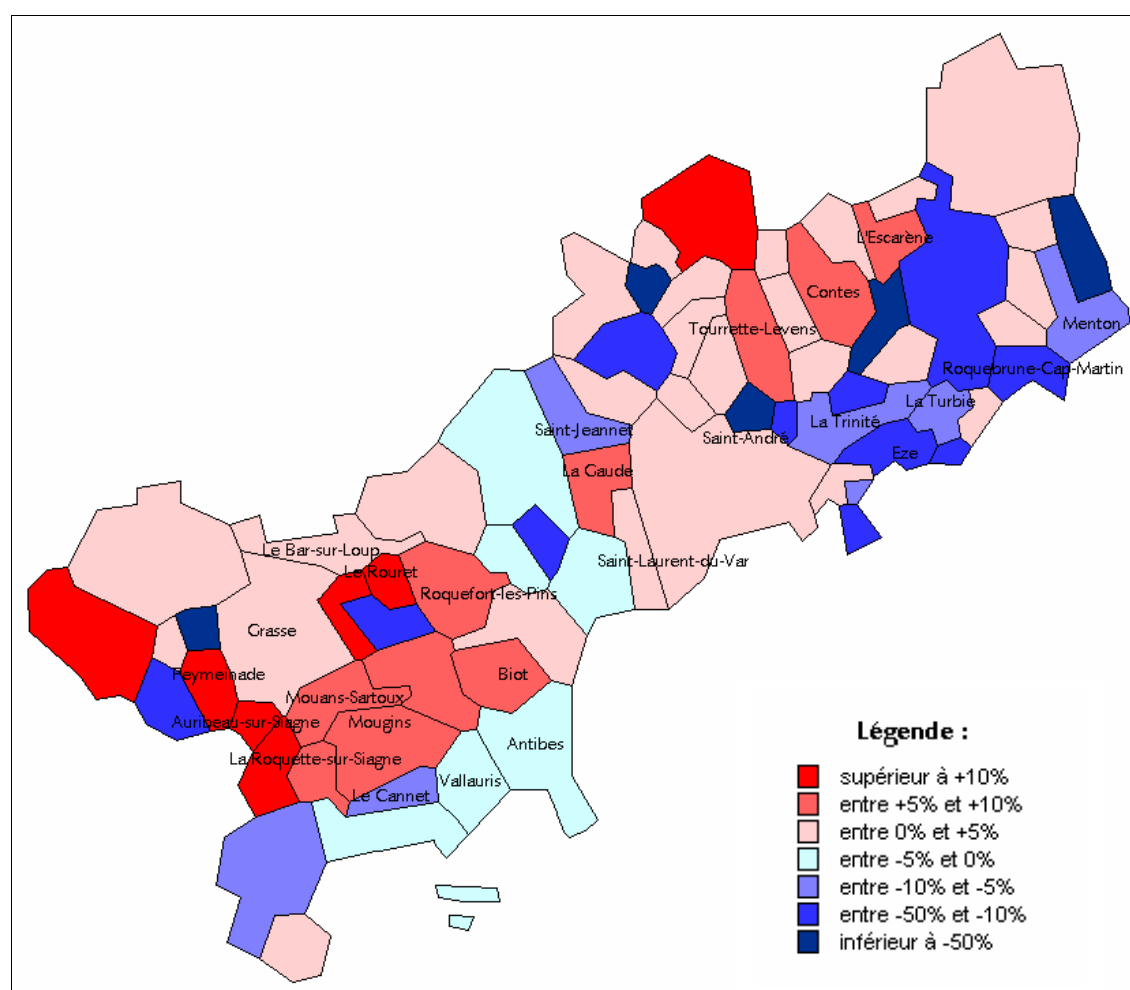 L'Escarène
Contes
Menton
Tourrette-Levens
Roquebrune-Cap-Martin
La Turbie
La Trinité
Saint-Jeannet
Saint-André
Eze
La Gaude
Le Bar-sur-Loup
Saint-Laurent-du-Var
Le Rouret
Roquefort-les-Pins
Grasse
Peymeinade
Biot
Mouans-Sartoux
Auribeau-sur-Siagne
Mougins
Antibes
La Roquette-sur-Siagne
Vallauris
Le Cannet
Légende :
supérieur à +10%
entre +5% et +10%
entre 0% et +5%
entre -5% et 0%
entre -10% et -5%
entre -50% et -10%
inférieur à -50%